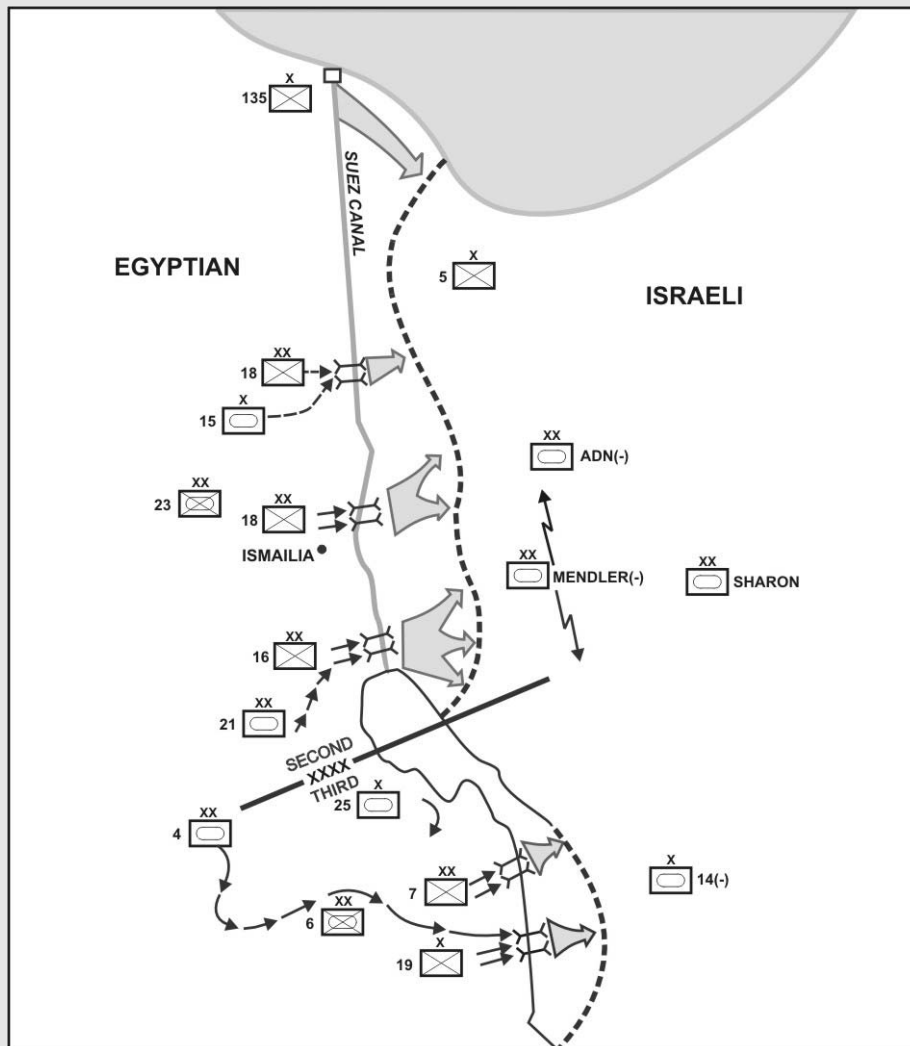 X
135
SUEZ CANAL
EGYPTIAN
X
5
ISRAELI
XX
18
X
15
XX
ADN(-)
XX
23
XX
18
ISMAILIA
XX
MENDLER(-)
XX
SHARON
XX
16
XX
21
SECOND
XXXX
THIRD
X
25
XX
4
XX
7
X
14(-)
XX
6
X
19